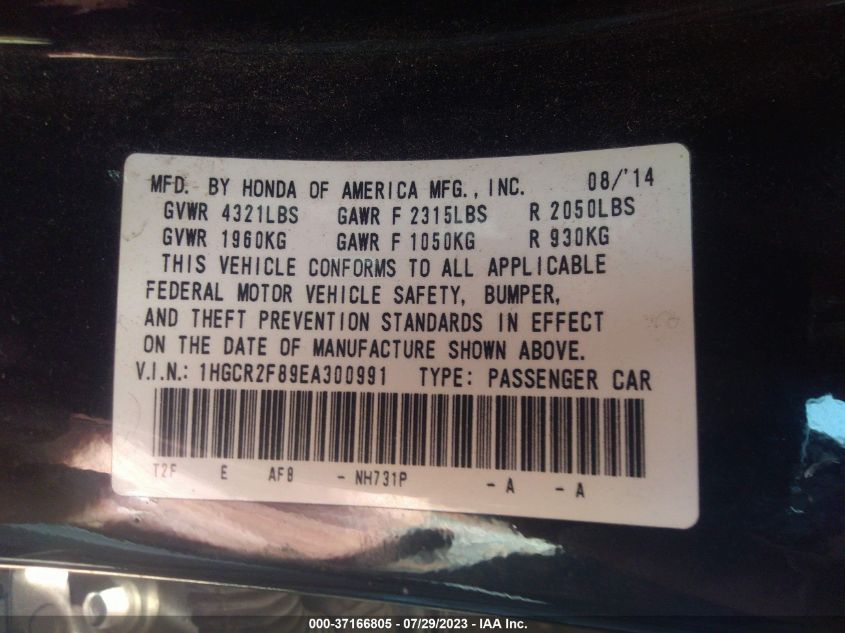 MFD. BY HONDA OF AMERICA MFG., INC. 08/'14
GVWR 4321LBS GAWR F 2315LBS R 2050LBS
GVWR 1960KG GAWR F 1050KG R 930KG
THIS VEHICLE CONFORMS TO ALL APPLICABLE
FEDERAL MOTOR VEHICLE SAFETY, BUMPER,
AND THEFT PREVENTION STANDARDS IN EFFECT
ON THE DATE OF MANUFACTURE SHOWN ABOVE.
V.I.N.: 1HGCR2F89EA300991 TYPE: PASSENGER CAR
T2F E AF8 - NH731P - A - A
000-37166805 - 07/29/2023 - IAA Inc.